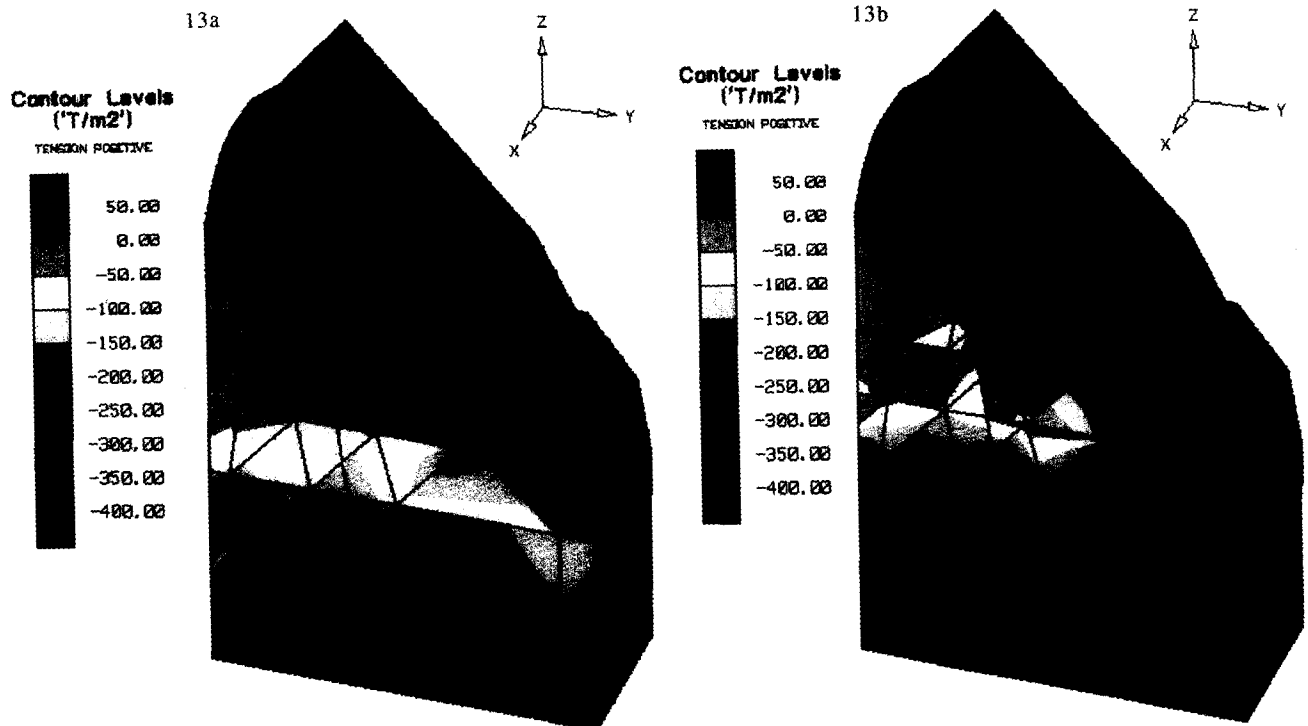 13a
Z
Y
X
Contour Levels
('T/m2')
TENSION POSITIVE
50.00
0.00
-50.00
-100.00
-150.00
-200.00
-250.00
-300.00
-350.00
-400.00
13b
Z
Y
X
Contour Levels
('T/m2')
TENSION POSITIVE
50.00
0.00
-50.00
-100.00
-150.00
-200.00
-250.00
-300.00
-350.00
-400.00